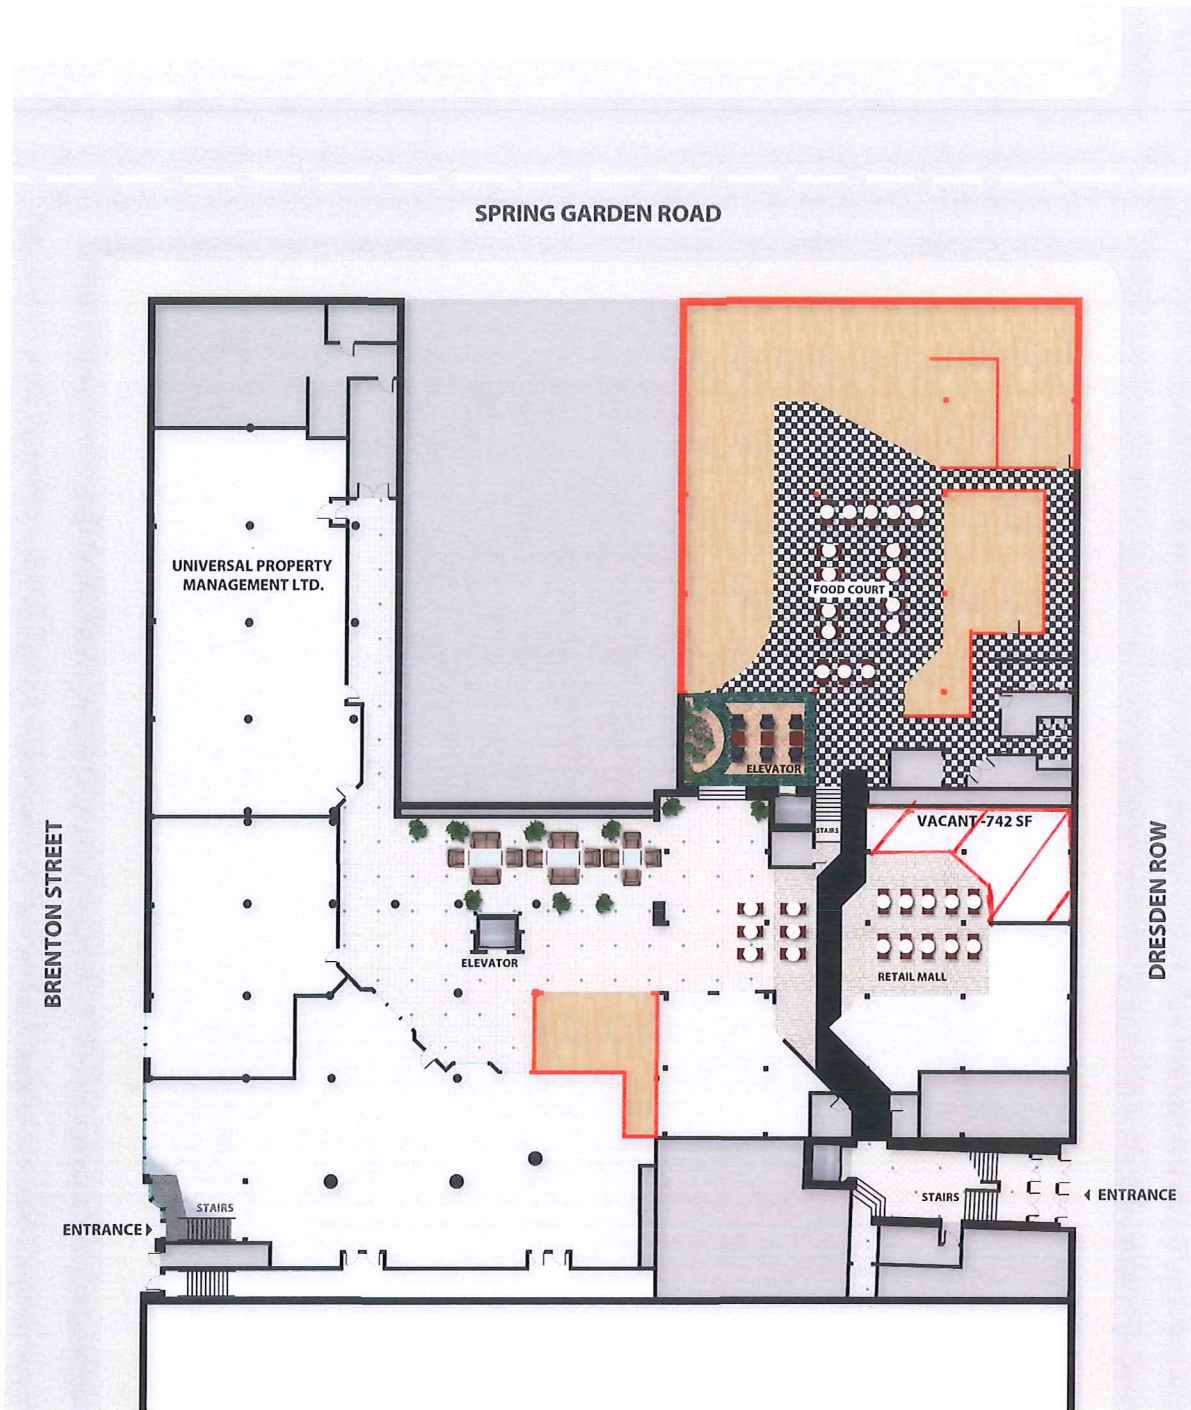 SPRING GARDEN ROAD
UNIVERSAL PROPERTY
MANAGEMENT LTD.
FOOD COURT
ELEVATOR
VACANT -742 SF
STAIRS
BRENTON STREET
DRESDEN ROW
ELEVATOR
RETAIL MALL
STAIRS
STAIRS
ENTRANCE
ENTRANCE